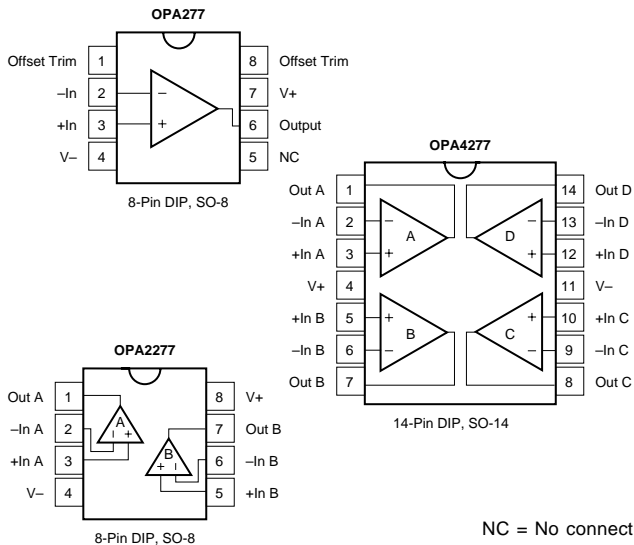 OPA277
Offset Trim 1 8 Offset Trim
–In 2 − 7 V+
+In 3 + 6 Output
V– 4 5 NC
8-Pin DIP, SO-8
OPA4277
Out A 1 14 Out D
–In A 2 − − 13 –In D
A D
+In A 3 + + 12 +In D
V+ 4 11 V–
+In B 5 + + 10 +In C
B C
–In B 6 − − 9 –In C
Out B 7 8 Out C
14-Pin DIP, SO-14
OPA2277
Out A 1 8 V+
A
–In A 2 − + 7 Out B
B
+In A 3 + − 6 –In B
V– 4 5 +In B
8-Pin DIP, SO-8
NC = No connect